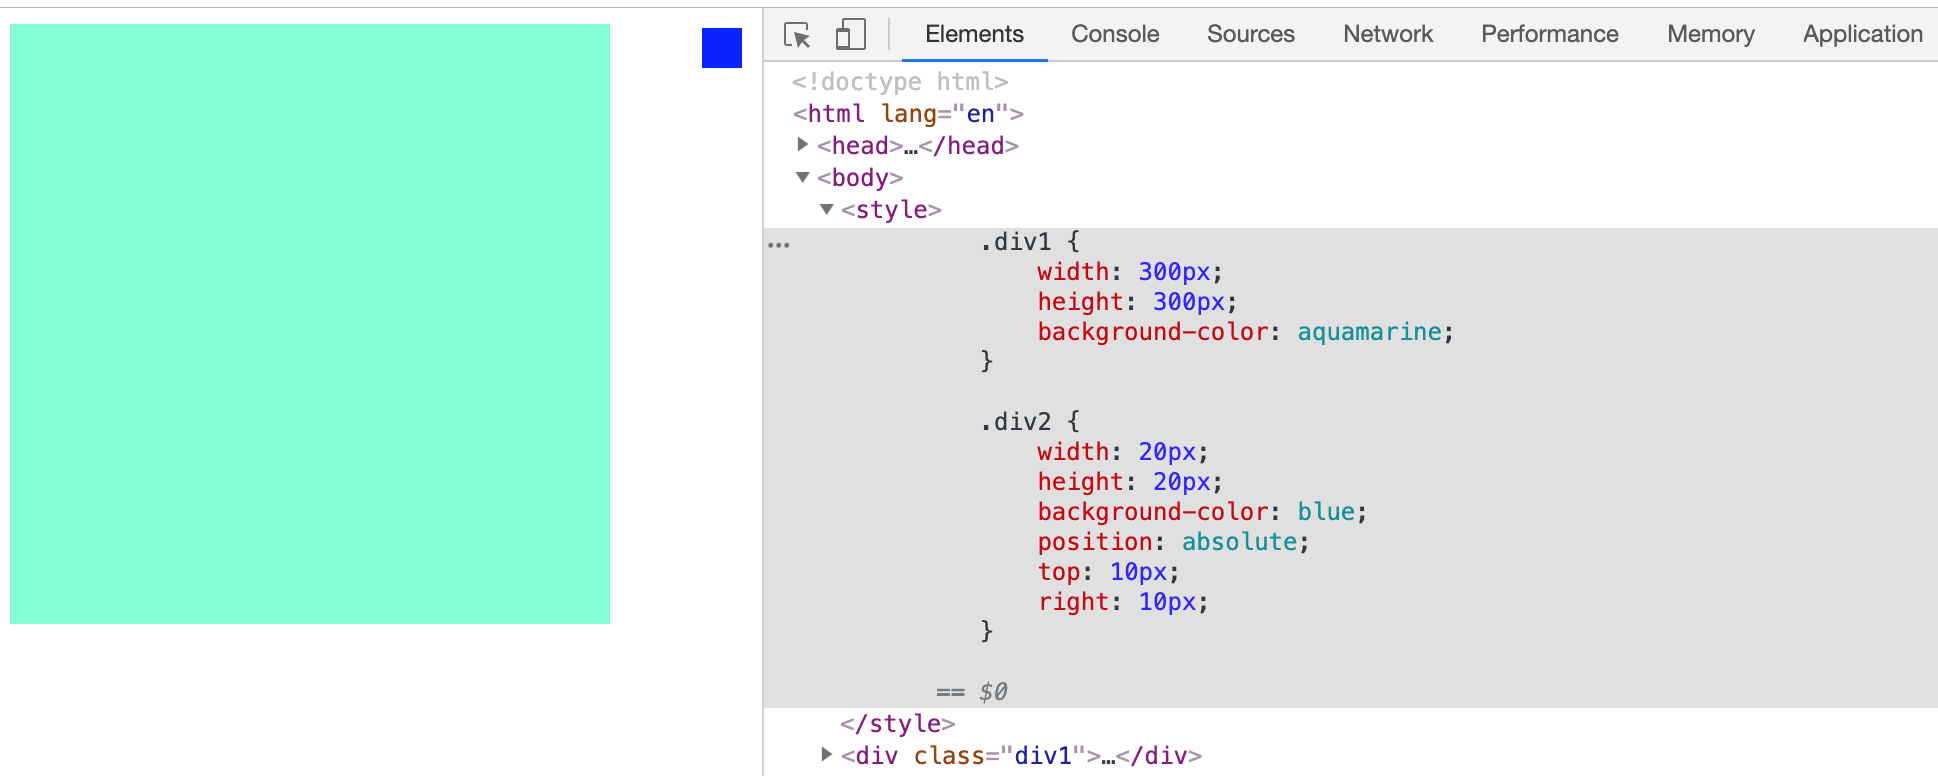 Elements Console Sources Network Performance Memory Application
<!doctype html>
<html lang="en">
<head>…</head>
<body>
<style>
.div1 {
width: 300px;
height: 300px;
background-color: aquamarine;
}
.div2 {
width: 20px;
height: 20px;
background-color: blue;
position: absolute;
top: 10px;
right: 10px;
}
== $0
</style>
<div class="div1">…</div>